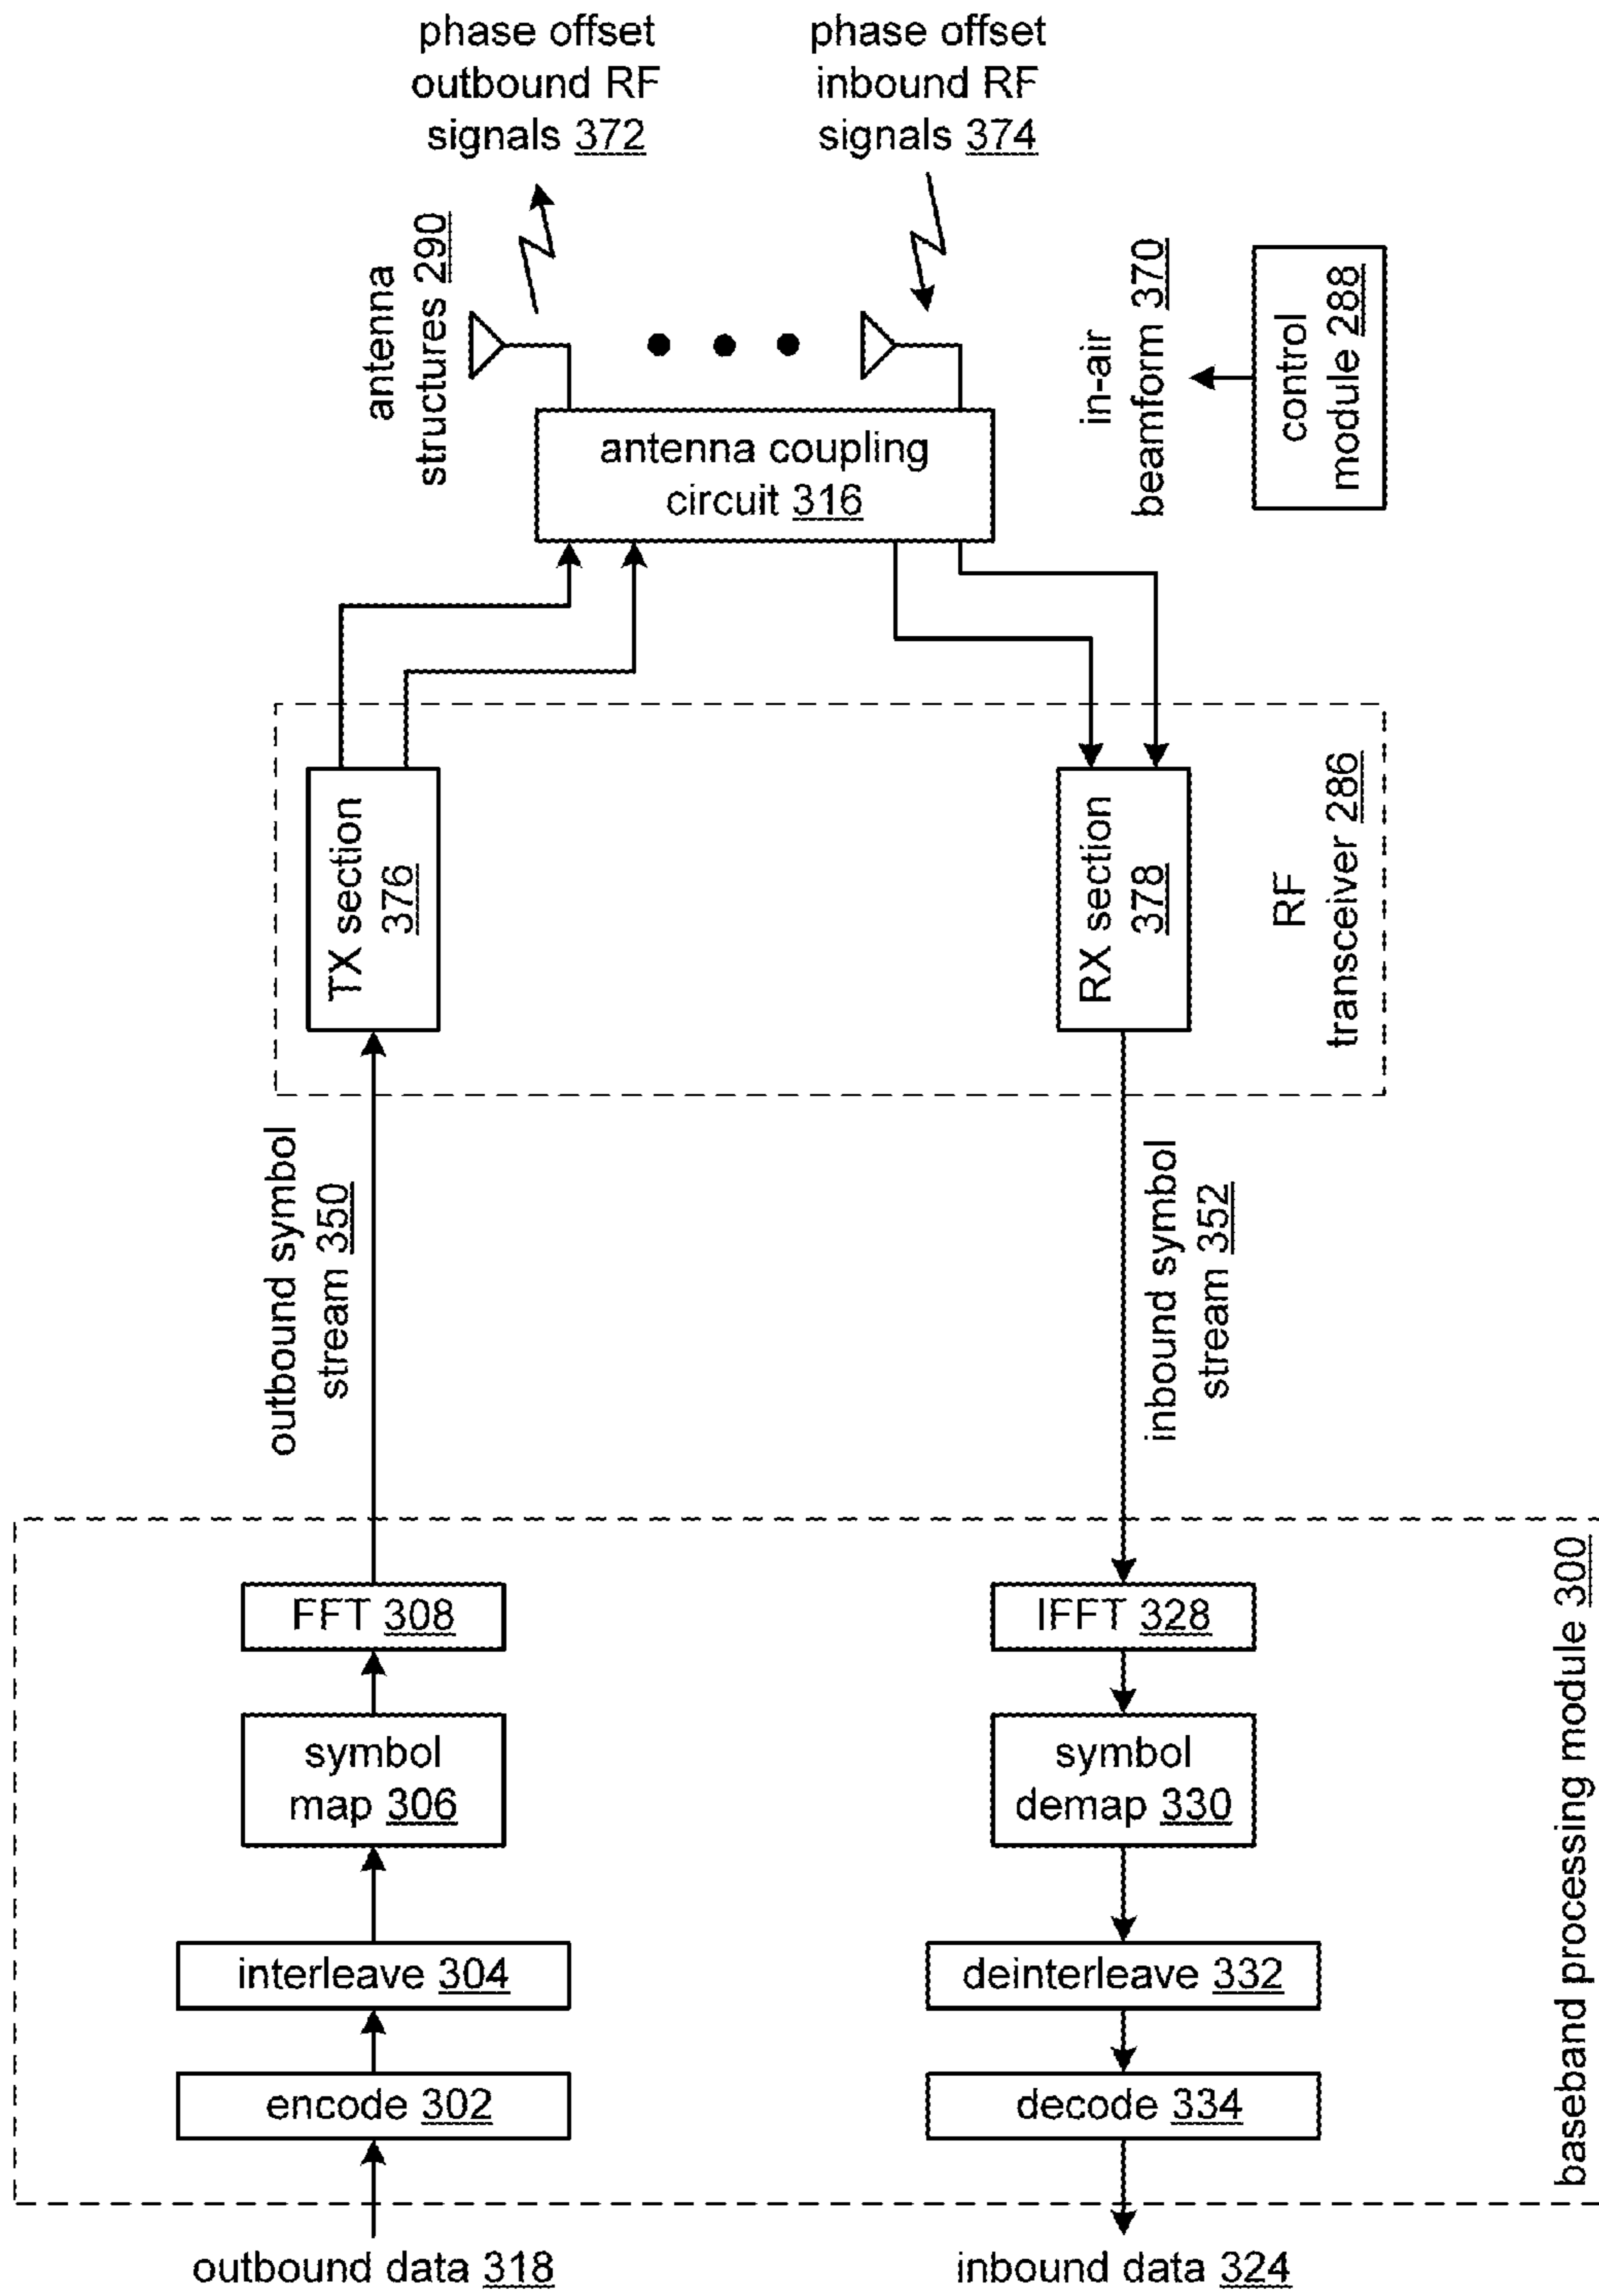 phase offset
outbound RF
signals 372
phase offset
inbound RF
signals 374
antenna
structures 290
in-air
beamform 370
control
module 288
antenna coupling
circuit 316
TX section
376
RX section
378
RF
transceiver 286
outbound symbol
stream 350
inbound symbol
stream 352
FFT 308
IFFT 328
symbol
map 306
symbol
demap 330
interleave 304
deinterleave 332
encode 302
decode 334
baseband processing module 300
outbound data 318
inbound data 324